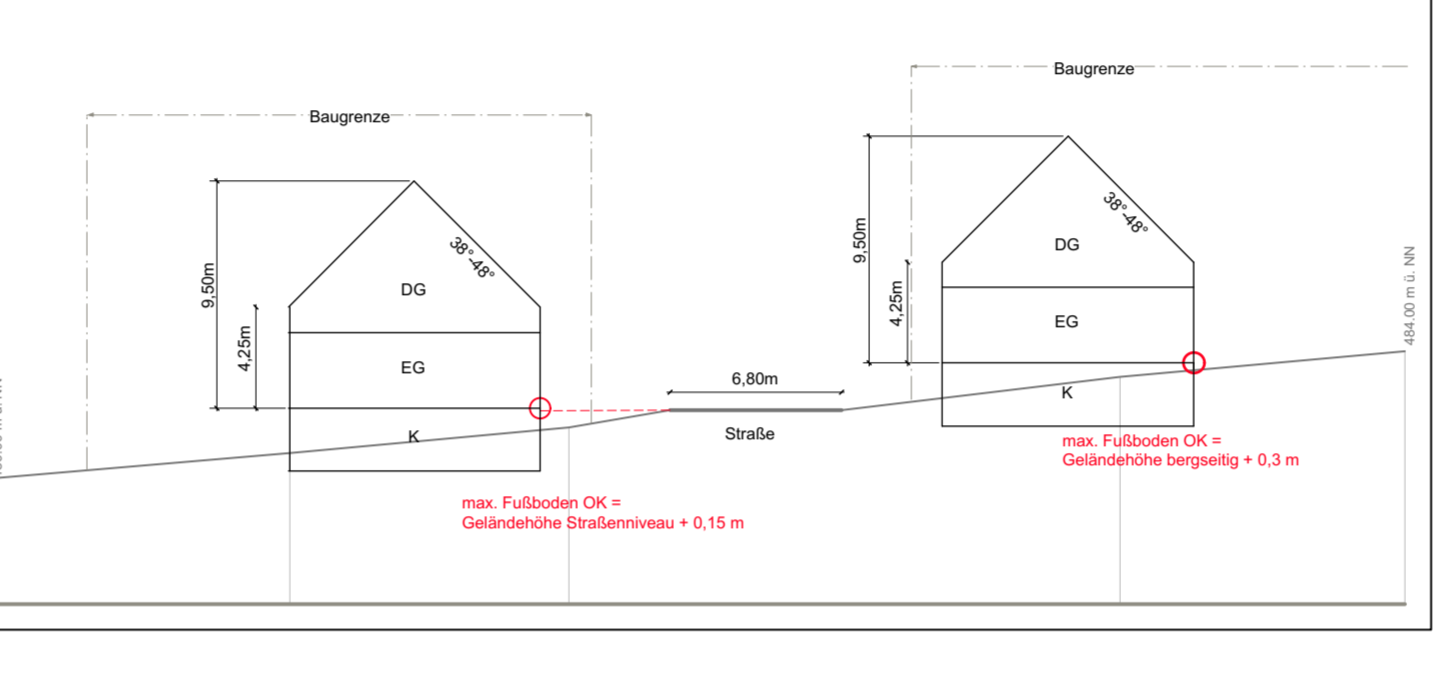 Baugrenze
Baugrenze
38°-48°
38°-48°
9,50m
9,50m
DG
DG
484.00 m ü. NN
4,25m
4,25m
EG
EG
6,80m
K
K
Straße
max. Fußboden OK =
Geländehöhe bergseitig + 0,3 m
max. Fußboden OK =
Geländehöhe Straßenniveau + 0,15 m